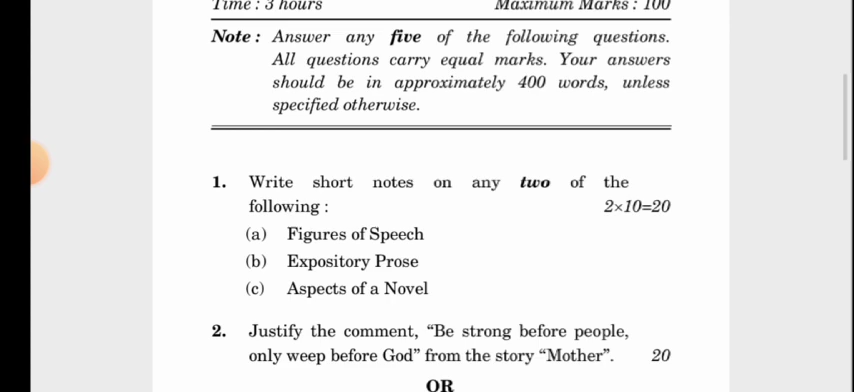 Time : 3 hours Maximum Marks : 100
Note : Answer any five of the following questions.
All questions carry equal marks. Your answers
should be in approximately 400 words, unless
specified otherwise.
1. Write short notes on any two of the
following : 2×10=20
(a) Figures of Speech
(b) Expository Prose
(c) Aspects of a Novel
2. Justify the comment, “Be strong before people,
only weep before God” from the story “Mother”. 20
OR